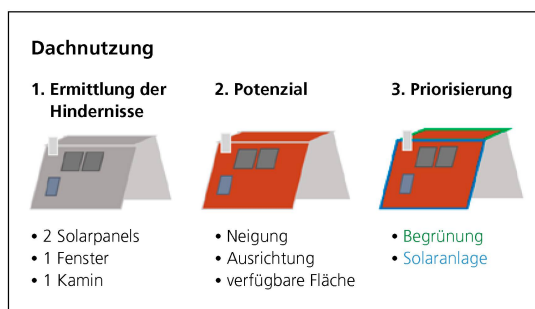 Dachnutzung
1. Ermittlung der
Hindernisse
• 2 Solarpanels
• 1 Fenster
• 1 Kamin
2. Potenzial
• Neigung
• Ausrichtung
• verfügbare Fläche
3. Priorisierung
• Begrünung
• Solaranlage